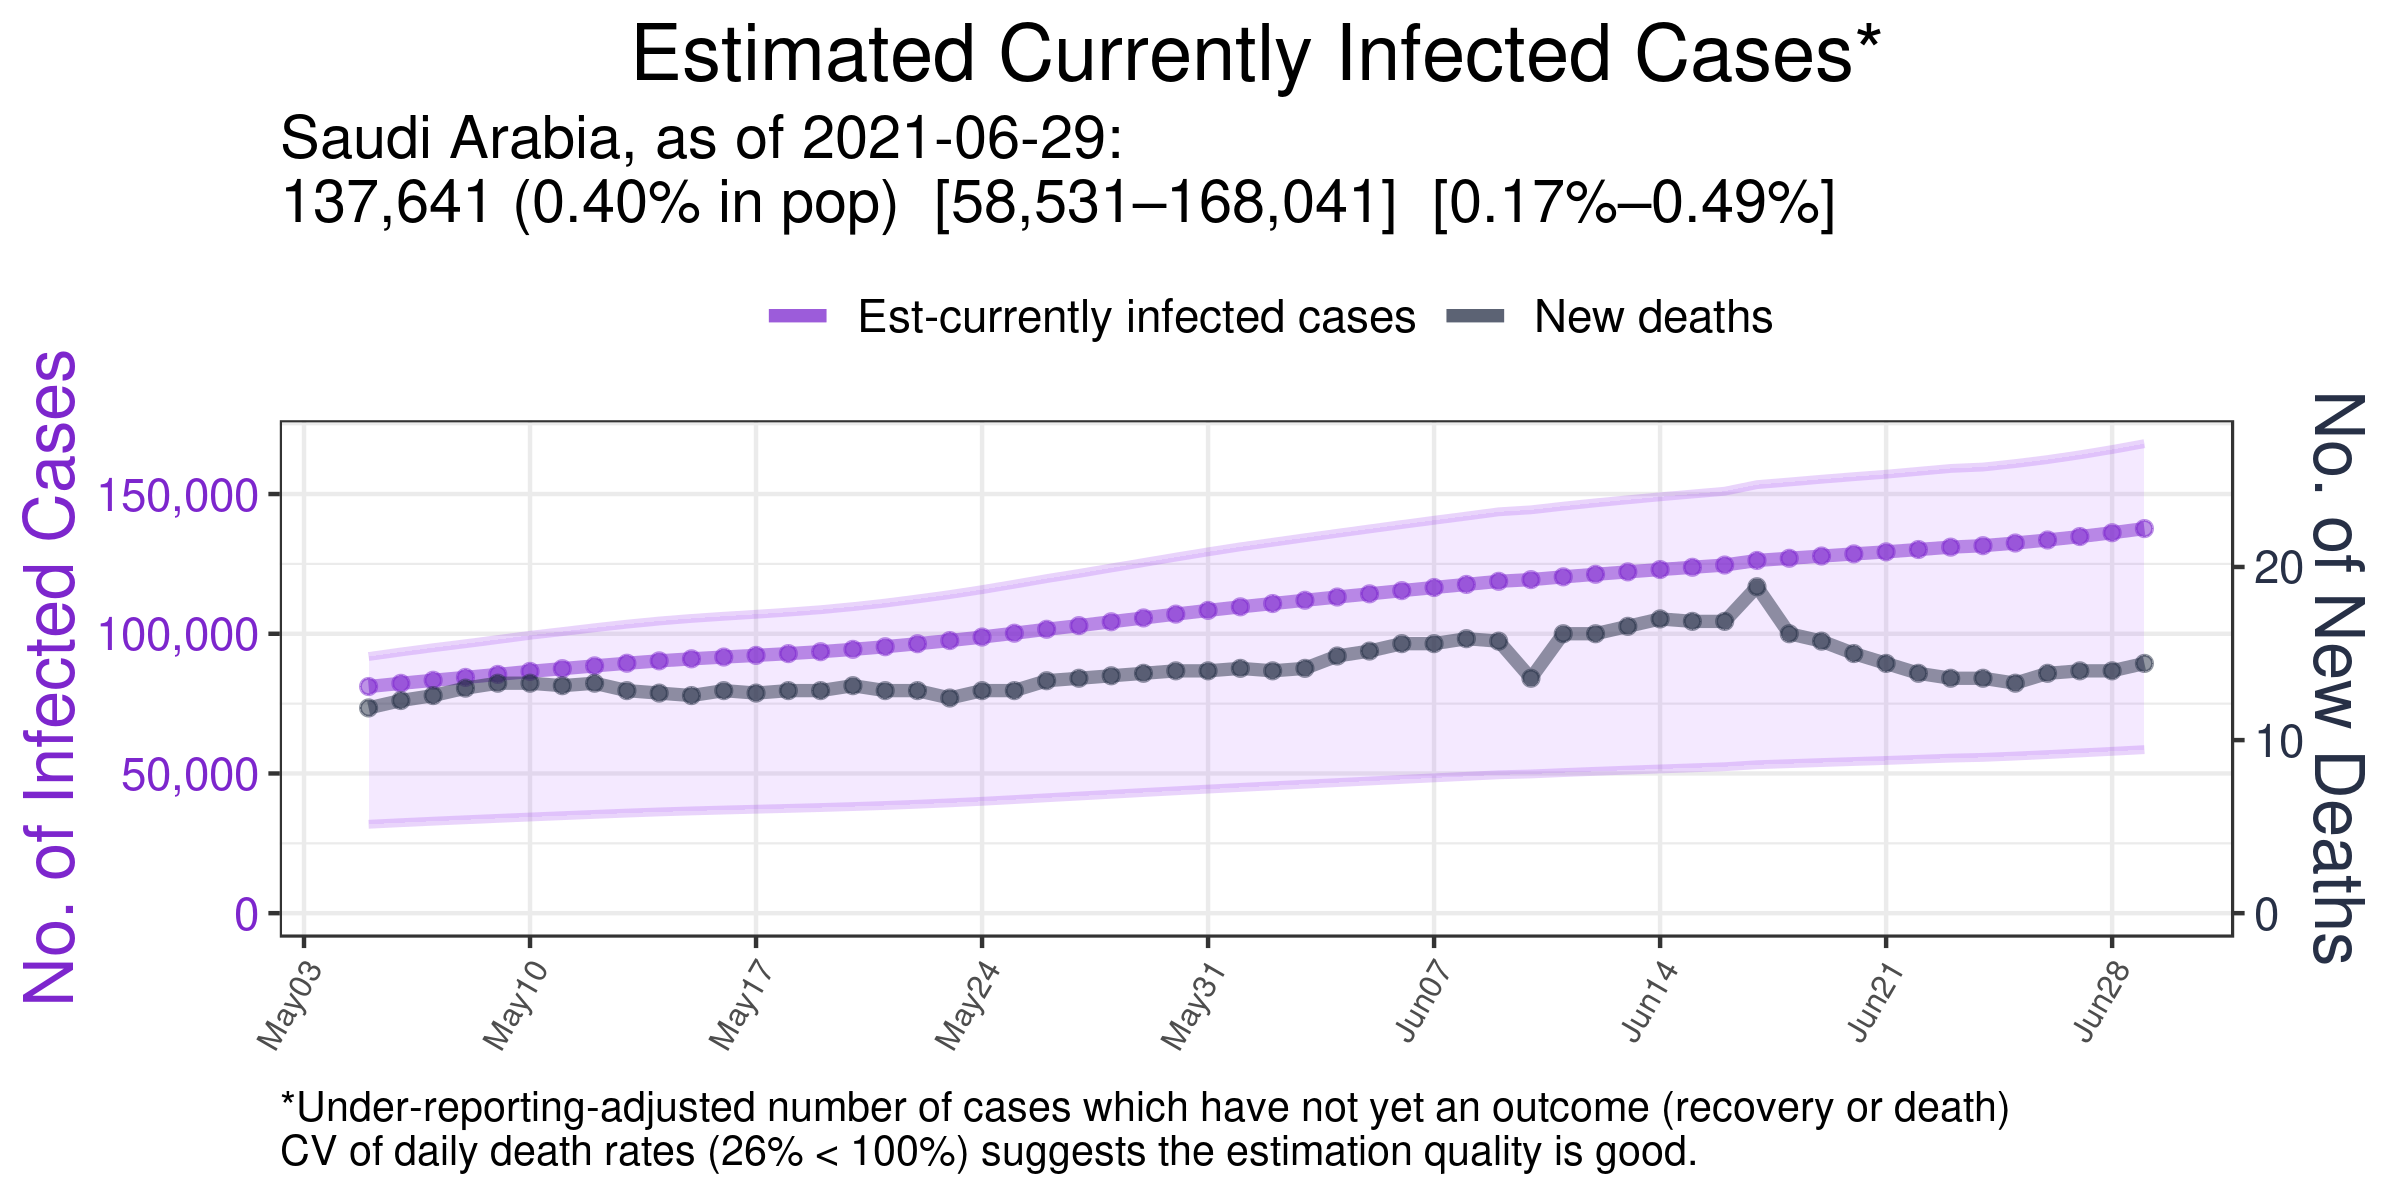 Estimated Currently Infected Cases*
Saudi Arabia, as of 2021-06-29:
137,641 (0.40% in pop)  [58,531–168,041]  [0.17%–0.49%]
Est-currently infected cases
New deaths
No. of Infected Cases
150,000
100,000
50,000
0
No. of New Deaths
20
10
0
May03
May10
May17
May24
May31
Jun07
Jun14
Jun21
Jun28
*Under-reporting-adjusted number of cases which have not yet an outcome (recovery or death)
CV of daily death rates (26% < 100%) suggests the estimation quality is good.